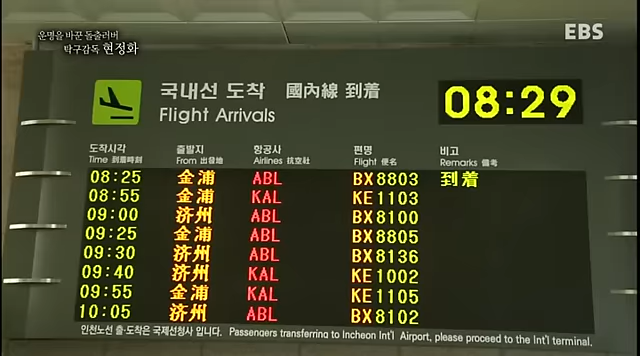 운명을 바꾼 돌출러버
탁구감독 현정화
EBS
국내선 도착 國內線 到着
Flight Arrivals
08:29
도착시각 출발지 항공사 편명 비고
Time 到着時刻 From 出發地 Airlines 抗空社 Flight 便名 Remarks 備考
08:25 金浦 ABL BX8803 到着
08:55 金浦 KAL KE1103
09:00 济州 ABL BX8100
09:25 金浦 ABL BX8805
09:30 济州 ABL BX8136
09:40 济州 KAL KE1002
09:55 金浦 KAL KE1105
10:05 济州 ABL BX8102
인천노선 출·도착은 국제선청사 입니다. Passengers transferring to Incheon Int'l Airport, please proceed to the Int'l terminal.